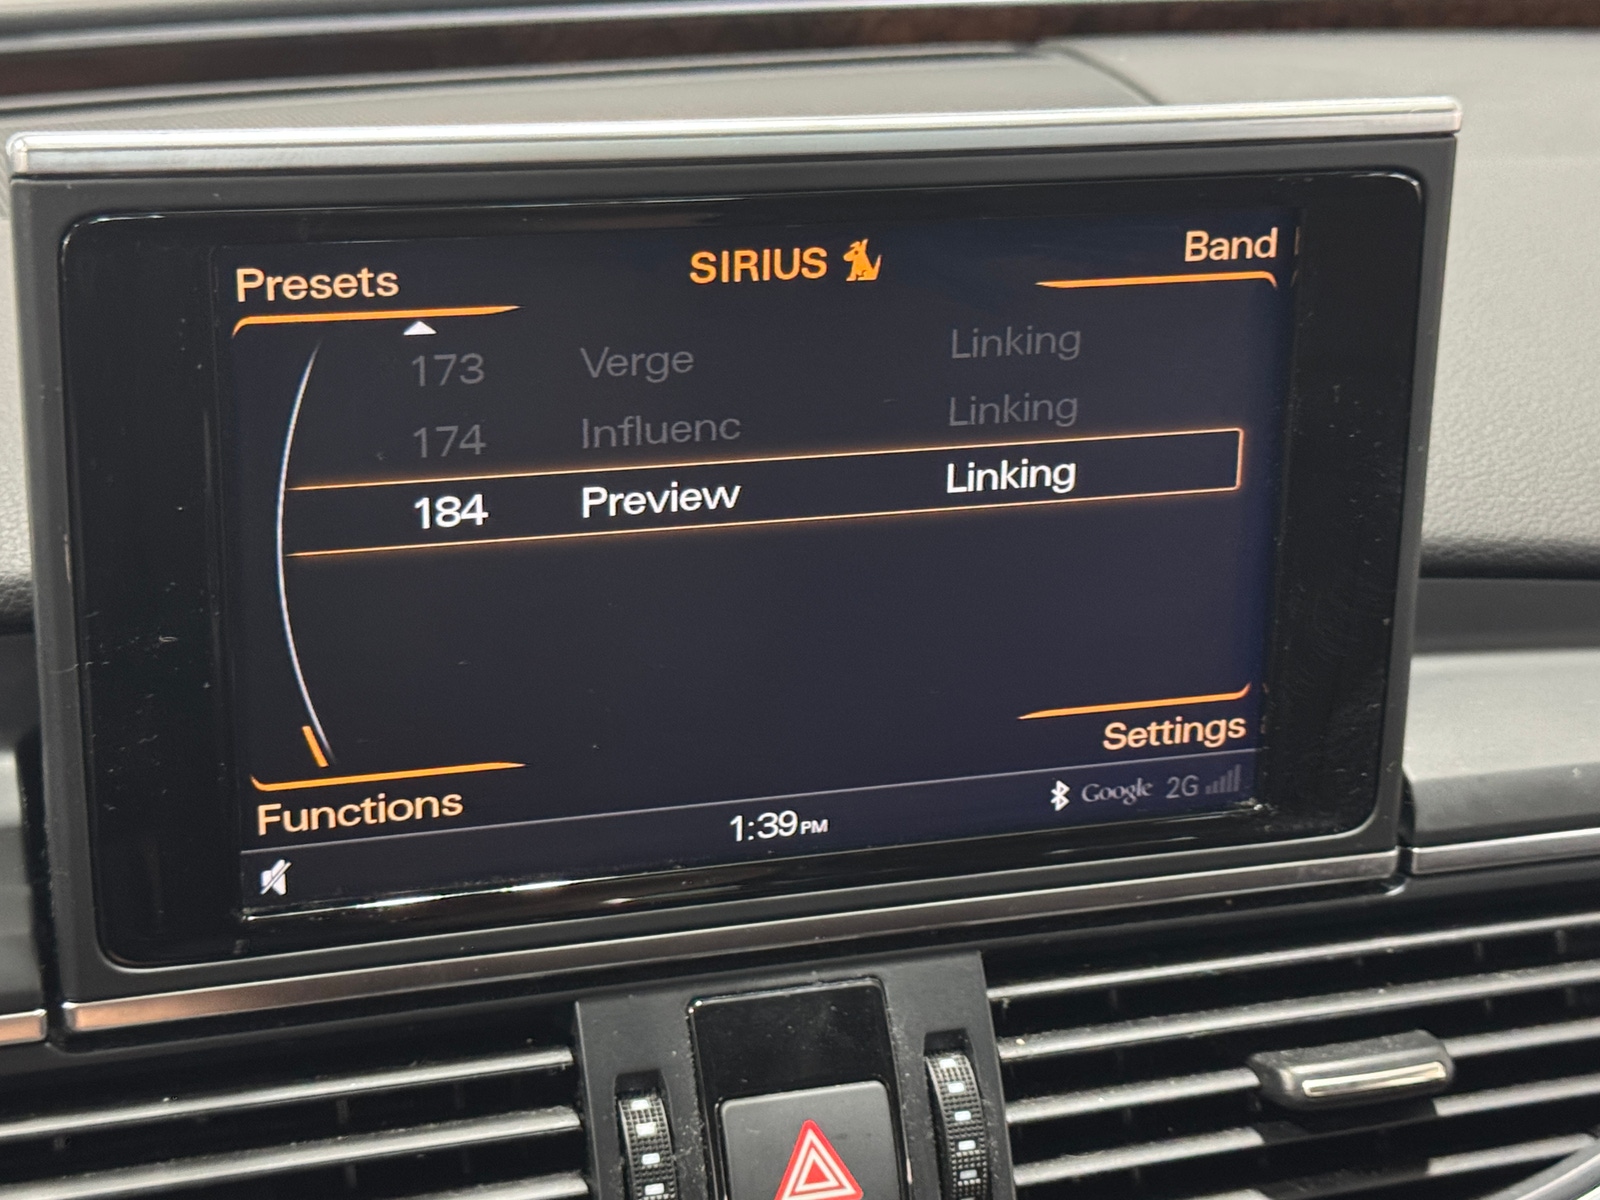 Presets
SIRIUS
Band
173 Verge Linking
174 Influenc Linking
184 Preview Linking
Settings
Functions
1:39PM
Google 2G